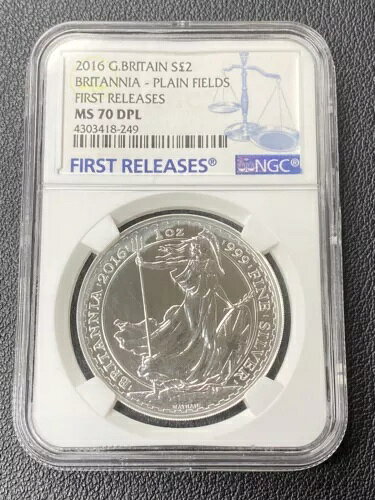 2016 G.BRITAIN S£2
BRITANNIA - PLAIN FIELDS
FIRST RELEASES
MS 70 DPL
4303418-249
FIRST RELEASES®
NGC®
BRITANNIA 2016 1 OZ 999 FINE SILVER
NATHAN